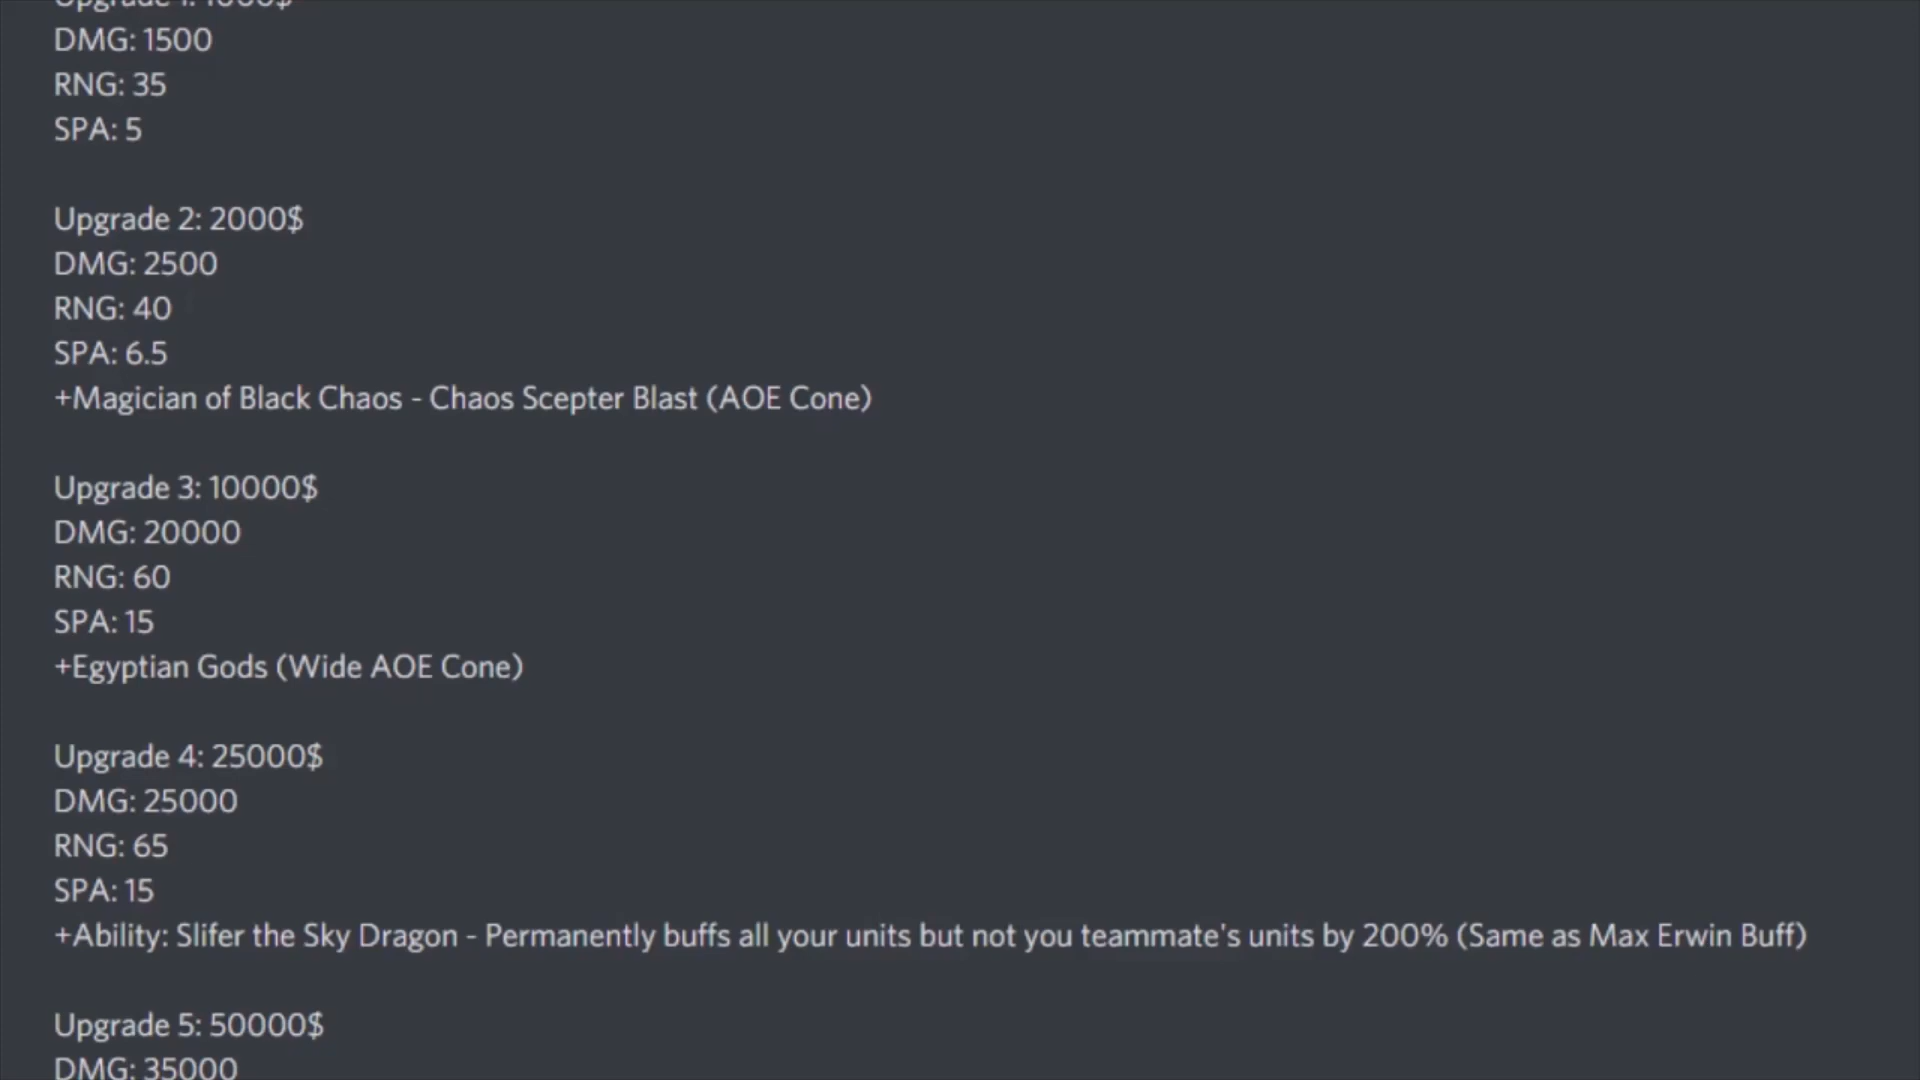 Upgrade 1: 1000$
DMG: 1500
RNG: 35
SPA: 5
Upgrade 2: 2000$
DMG: 2500
RNG: 40
SPA: 6.5
+Magician of Black Chaos - Chaos Scepter Blast (AOE Cone)
Upgrade 3: 10000$
DMG: 20000
RNG: 60
SPA: 15
+Egyptian Gods (Wide AOE Cone)
Upgrade 4: 25000$
DMG: 25000
RNG: 65
SPA: 15
+Ability: Slifer the Sky Dragon - Permanently buffs all your units but not you teammate's units by 200% (Same as Max Erwin Buff)
Upgrade 5: 50000$
DMG: 35000